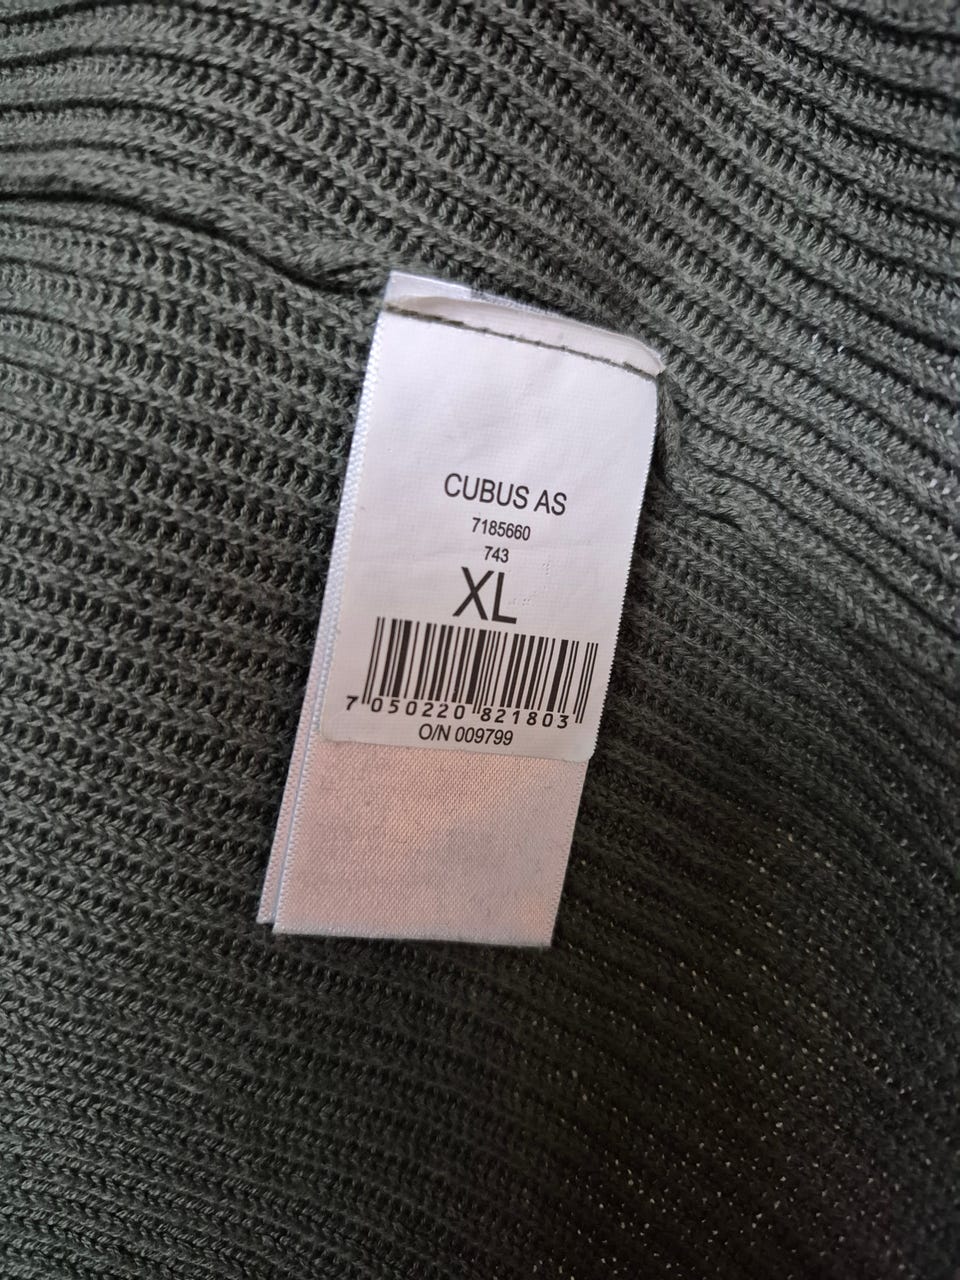 CUBUS AS
7185660
743
XL
7 050220 821803
O/N 009799